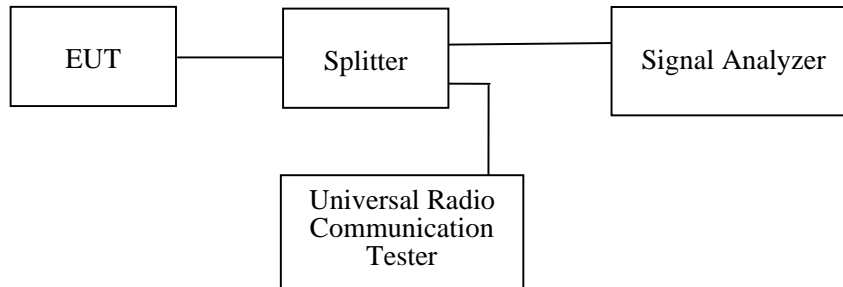 EUT
Splitter
Signal Analyzer
Universal Radio
Communication
Tester